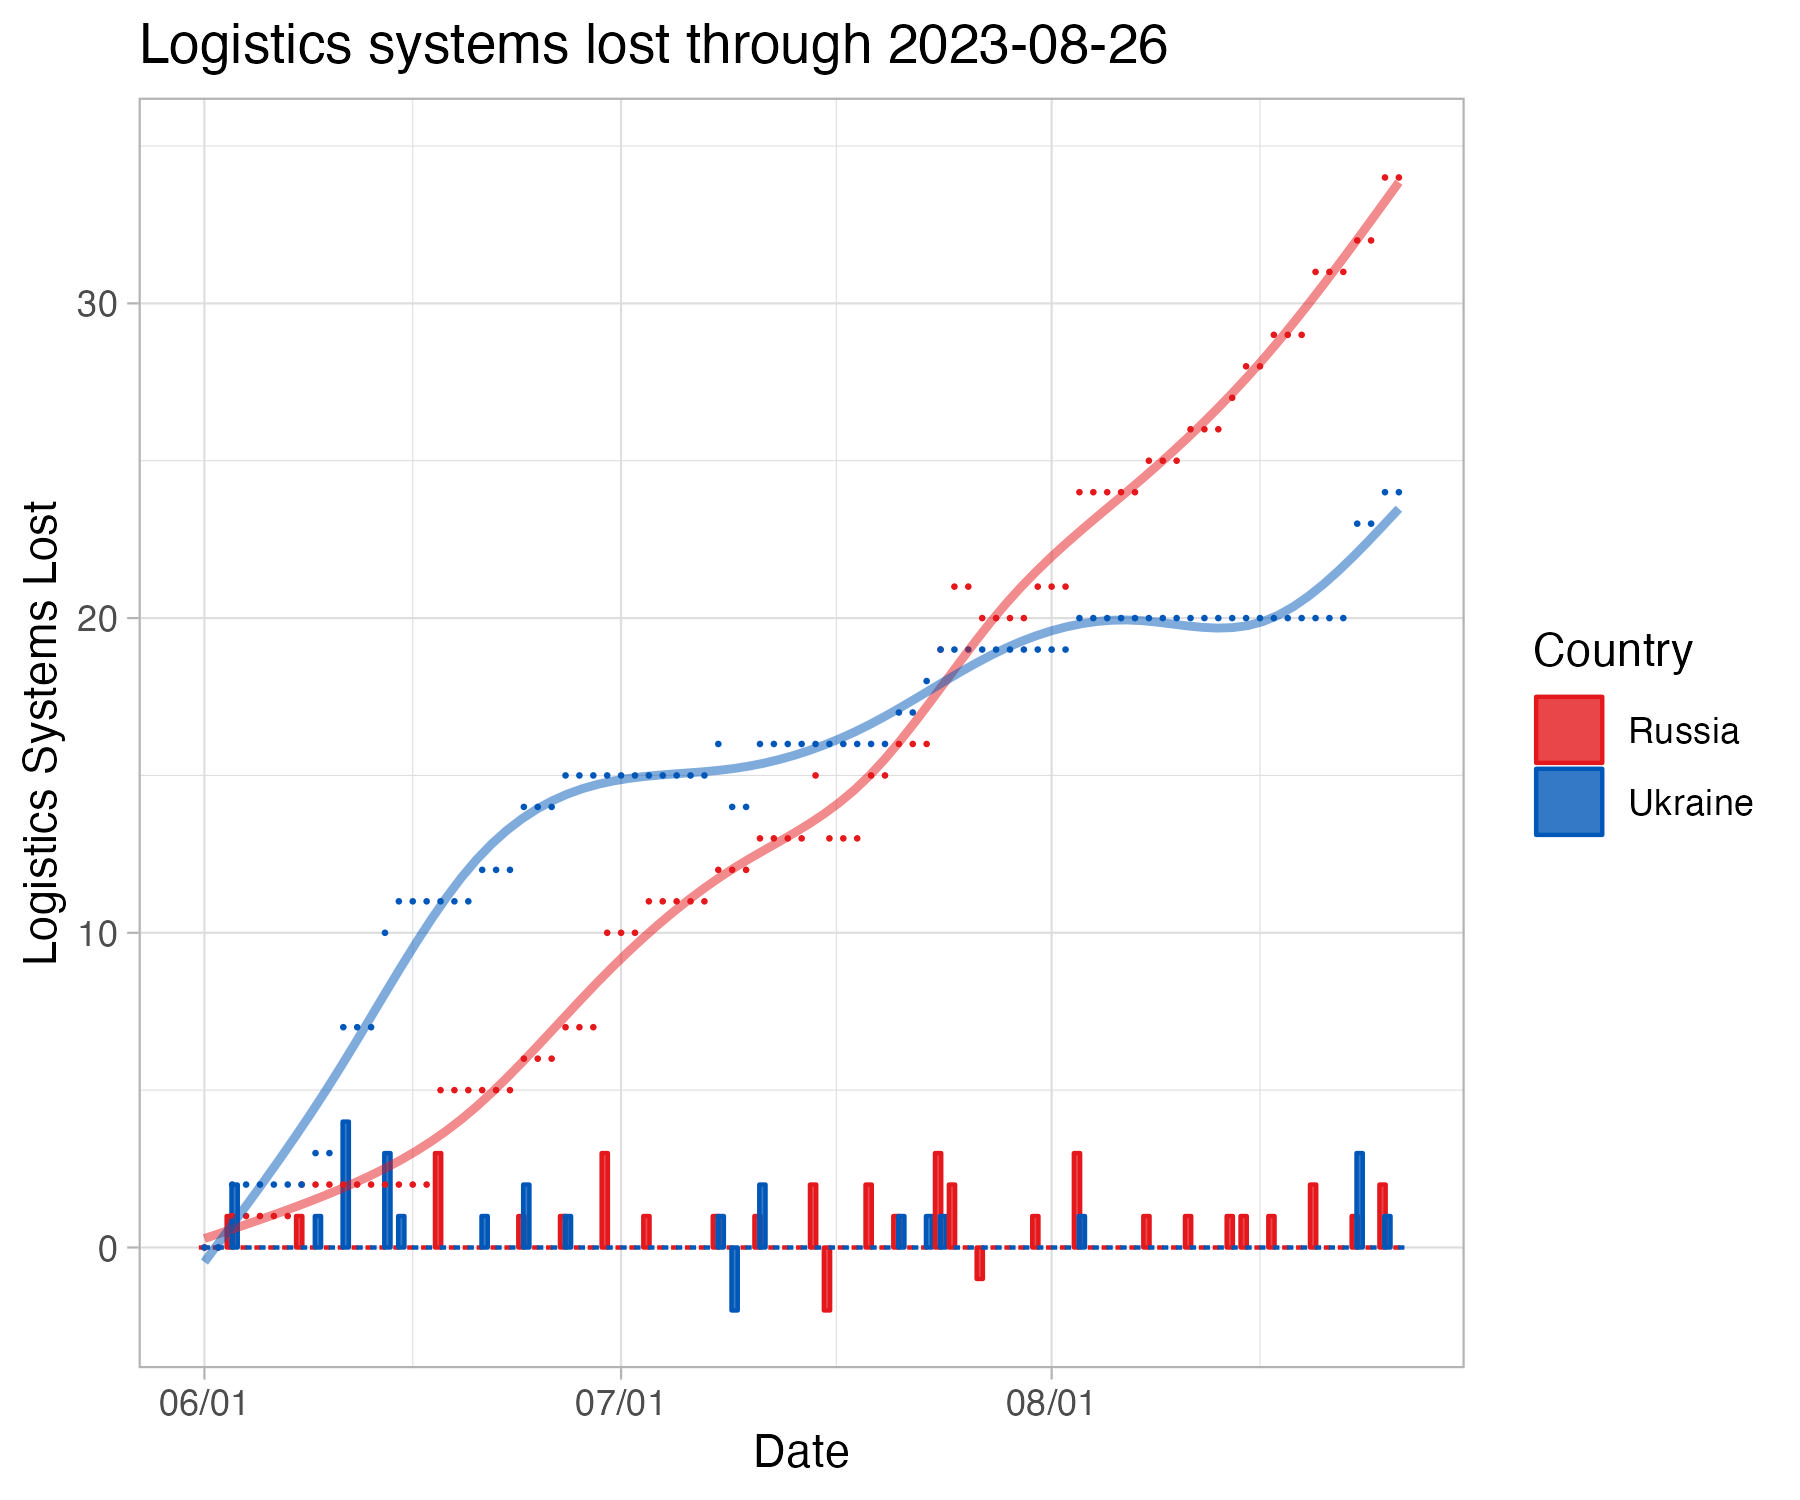 Logistics systems lost through 2023-08-26
Logistics Systems Lost
30
20
10
0
06/01
07/01
08/01
Date
Country
Russia
Ukraine